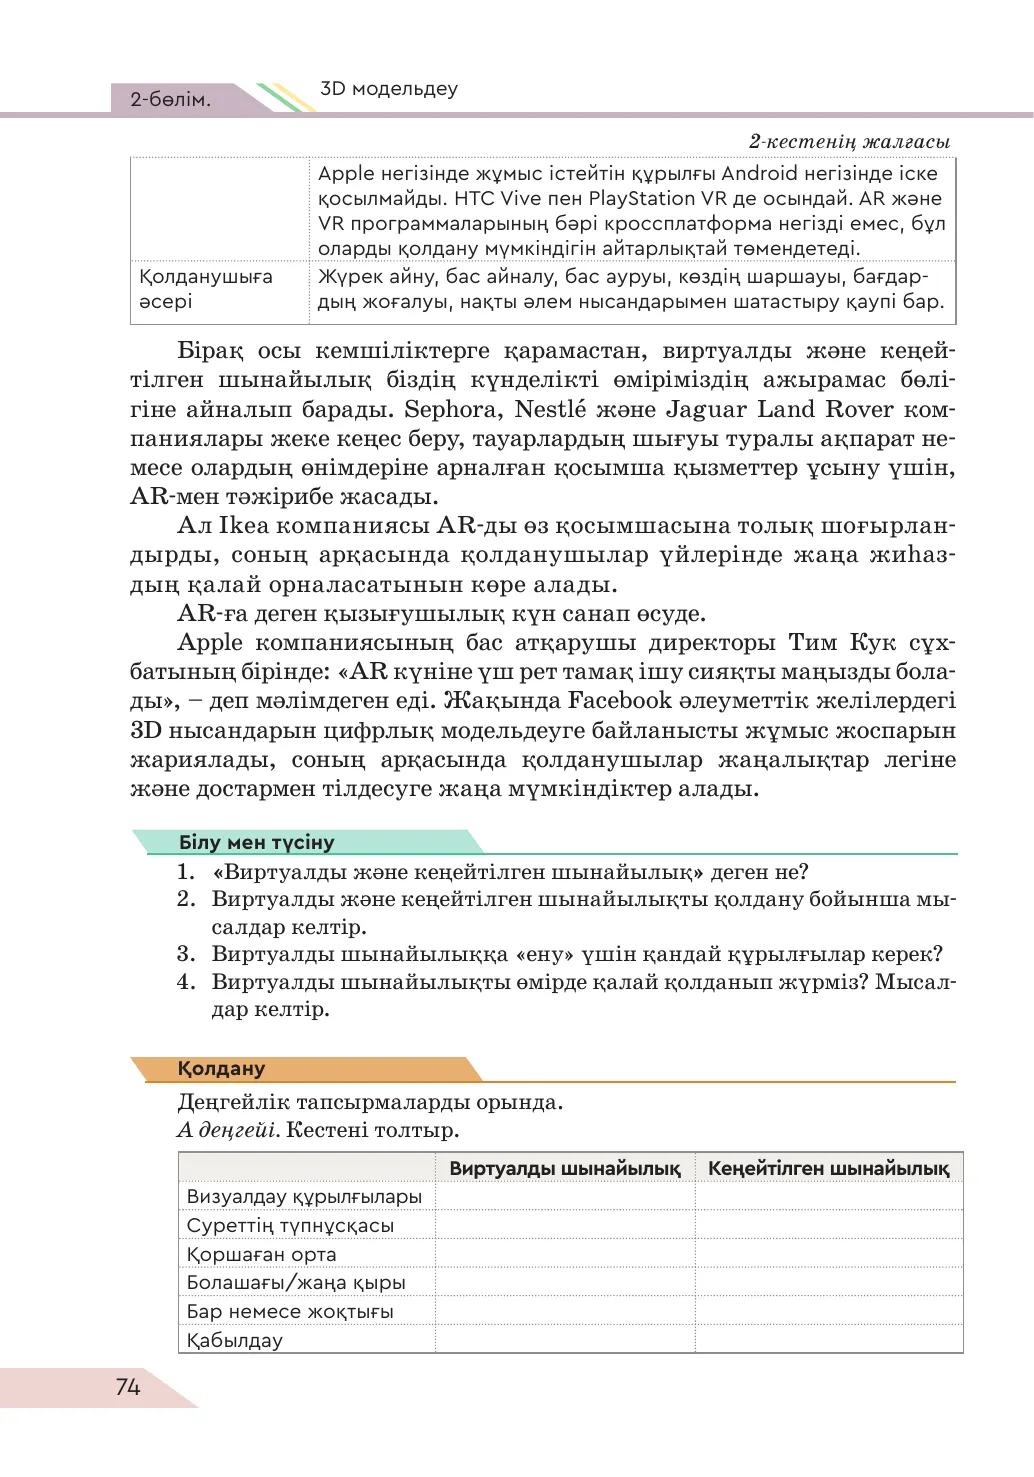 2-бөлім.
3D модельдеу
2-кестенің жалғасы
Apple негізінде жұмыс істейтін құрылғы Android негізінде іске
қосылмайды. HTC Vive пен PlayStation VR де осындай. AR және
VR программаларының бәрі кроссплатформа негізді емес, бұл
оларды қолдану мүмкіндігін айтарлықтай төмендетеді.
Қолданушыға
әсері
Жүрек айну, бас айналу, бас ауруы, көздің шаршауы, бағдар-
дың жоғалуы, нақты әлем нысандарымен шатастыру қаупі бар.
Бірақ осы кемшіліктерге қарамастан, виртуалды және кеңей-
тілген шынайылық біздің күнделікті өміріміздің ажырамас бөлі-
гіне айналып барады. Sephora, Nestlé және Jaguar Land Rover ком-
паниялары жеке кеңес беру, тауарлардың шығуы туралы ақпарат не-
месе олардың өнімдеріне арналған қосымша қызметтер ұсыну үшін,
AR-мен тәжірибе жасады.
Ал Ikea компаниясы AR-ды өз қосымшасына толық шоғырлан-
дырды, соның арқасында қолданушылар үйлерінде жаңа жиһаз-
дың қалай орналасатынын көре алады.
AR-ға деген қызығушылық күн санап өсуде.
Apple компаниясының бас атқарушы директоры Тим Кук сұх-
батының бірінде: «AR күніне үш рет тамақ ішу сияқты маңызды бола-
ды», – деп мәлімдеген еді. Жақында Facebook әлеуметтік желілердегі
3D нысандарын цифрлық модельдеуге байланысты жұмыс жоспарын
жариялады, соның арқасында қолданушылар жаңалықтар легіне
және достармен тілдесуге жаңа мүмкіндіктер алады.
Білу мен түсіну
1. «Виртуалды және кеңейтілген шынайылық» деген не?
2. Виртуалды және кеңейтілген шынайылықты қолдану бойынша мы-
салдар келтір.
3. Виртуалды шынайылыққа «ену» үшін қандай құрылғылар керек?
4. Виртуалды шынайылықты өмірде қалай қолданып жүрміз? Мысал-
дар келтір.
Қолдану
Деңгейлік тапсырмаларды орында.
А деңгейі. Кестені толтыр.
Виртуалды шынайылық Кеңейтілген шынайылық
Визуалдау құрылғылары
Суреттің түпнұсқасы
Қоршаған орта
Болашағы/жаңа қыры
Бар немесе жоқтығы
Қабылдау
74